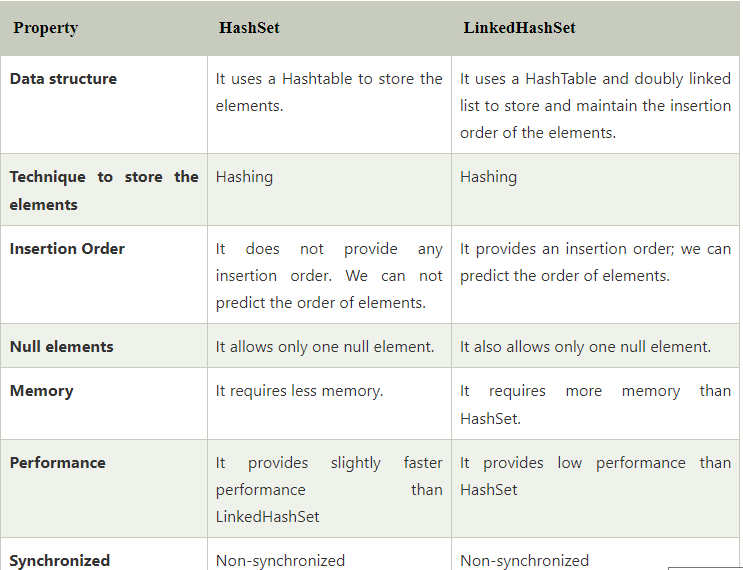 Property HashSet LinkedHashSet
Data structure
It uses a Hashtable to store the
elements.
It uses a HashTable and doubly linked
list to store and maintain the insertion
order of the elements.
Technique to store the
elements
Hashing
Hashing
Insertion Order
It does not provide any
insertion order. We can not
predict the order of elements.
It provides an insertion order; we can
predict the order of elements.
Null elements
It allows only one null element.
It also allows only one null element.
Memory
It requires less memory.
It requires more memory than
HashSet.
Performance
It provides slightly faster
performance than
LinkedHashSet
It provides low performance than
HashSet
Synchronized
Non-synchronized
Non-synchronized